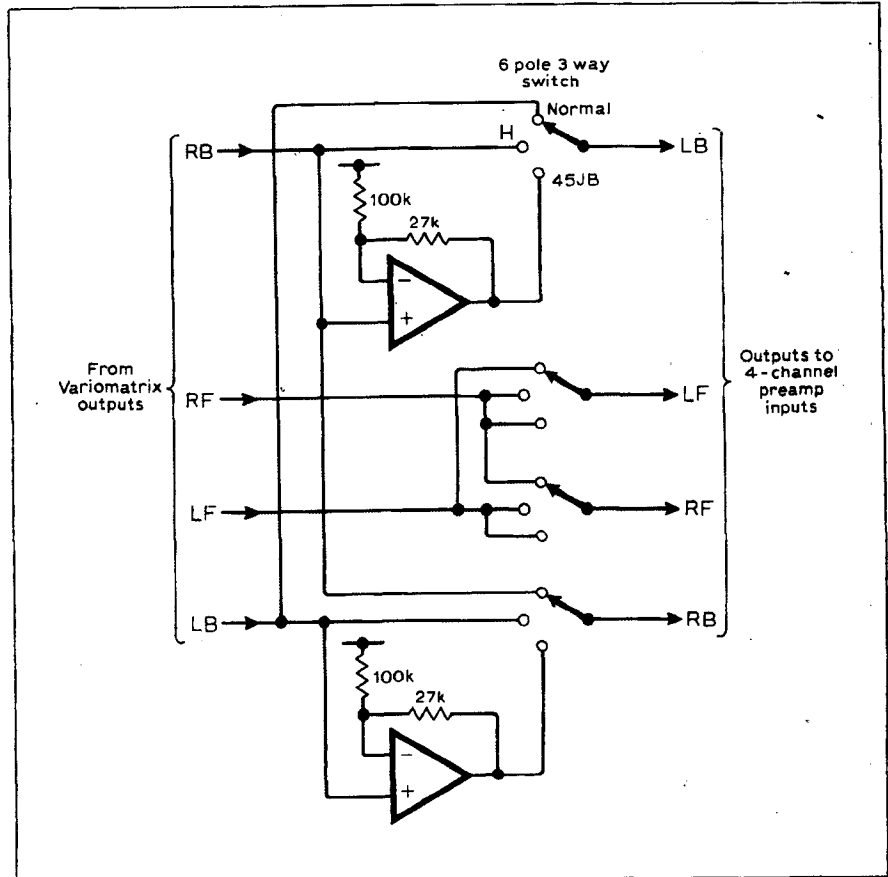 6 pole 3 way
switch
Normal
H
RB
LB
45JB
100k
27k
−
+
From
Variomatrix
outputs
Outputs to
4-channel
preamp
inputs
RF
LF
LF
RF
LB
RB
100k
27k
−
+